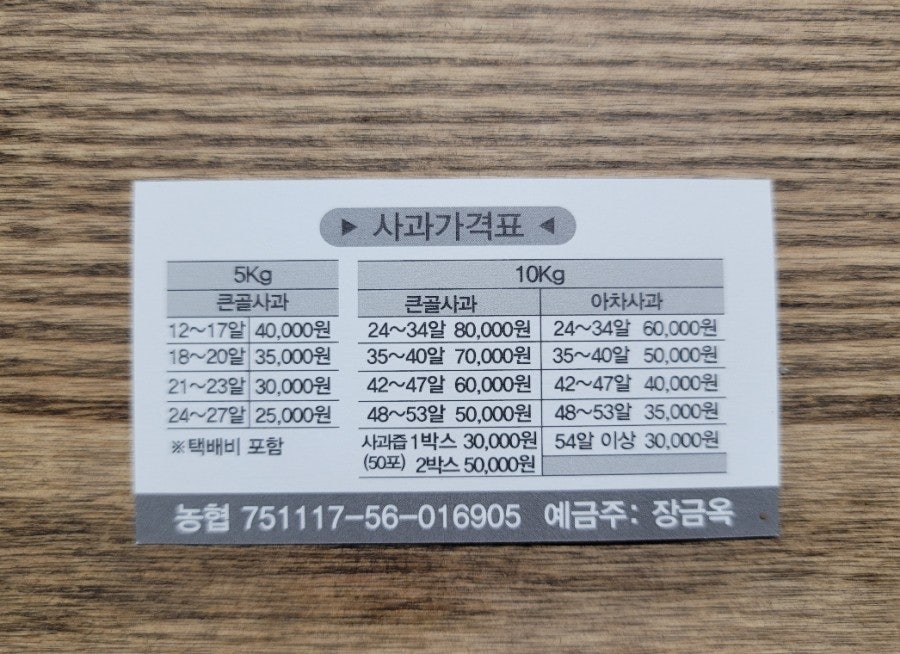 ▶ 사과가격표 ◀
5Kg
큰골사과
12~17알 40,000원
18~20알 35,000원
21~23알 30,000원
24~27알 25,000원
※택배비 포함
10Kg
큰골사과 아차사과
24~34알 80,000원 24~34알 60,000원
35~40알 70,000원 35~40알 50,000원
42~47알 60,000원 42~47알 40,000원
48~53알 50,000원 48~53알 35,000원
사과즙 1박스 30,000원 54알 이상 30,000원
(50포) 2박스 50,000원
농협 751117-56-016905 예금주: 장금옥